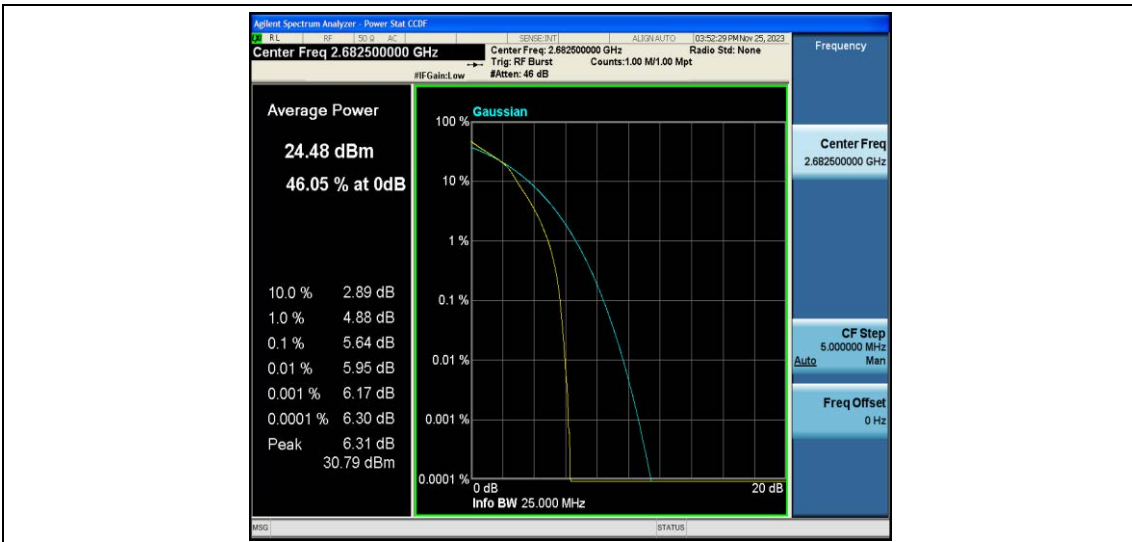 Agilent Spectrum Analyzer - Power Stat CCDF
LXI RL RF 50 Ω AC SENSE:INT ALIGN AUTO 03:52:29 PM Nov 25, 2023
Center Freq 2.682500000 GHz
Center Freq: 2.682500000 GHz Radio Std: None
Trig: RF Burst Counts:1.00 M/1.00 Mpt
#IFGain:Low #Atten: 46 dB
Frequency
Average Power
24.48 dBm
46.05 % at 0dB
10.0 % 2.89 dB
1.0 % 4.88 dB
0.1 % 5.64 dB
0.01 % 5.95 dB
0.001 % 6.17 dB
0.0001 % 6.30 dB
Peak 6.31 dB
30.79 dBm
Gaussian
100 %
10 %
1 %
0.1 %
0.01 %
0.001 %
0.0001 %
0 dB 20 dB
Info BW 25.000 MHz
Center Freq
2.682500000 GHz
CF Step
5.000000 MHz
Auto Man
Freq Offset
0 Hz
MSG STATUS